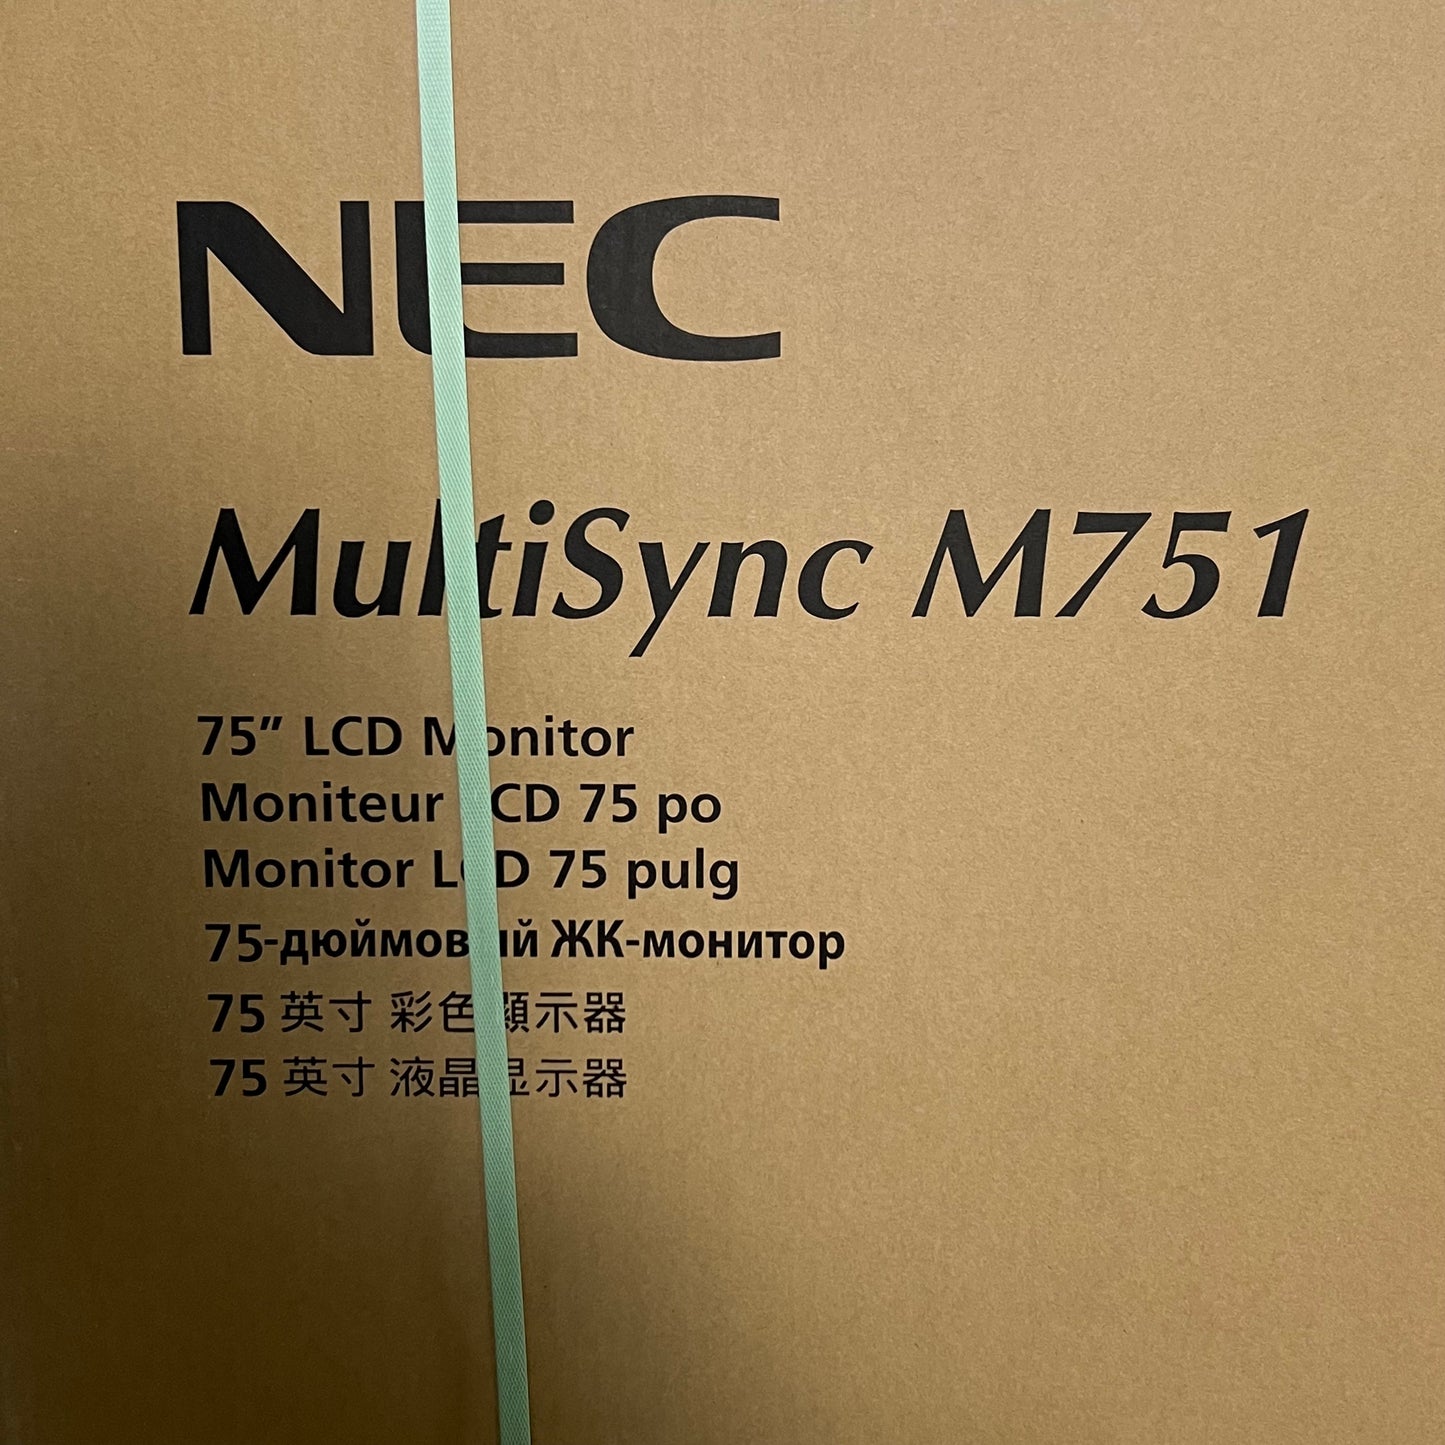 NEC
MultiSync M751
75” LCD Monitor
Moniteur LCD 75 po
Monitor LCD 75 pulg
75-дюймовый ЖК-монитор
75 英寸 彩色顯示器
75 英寸 液晶显示器